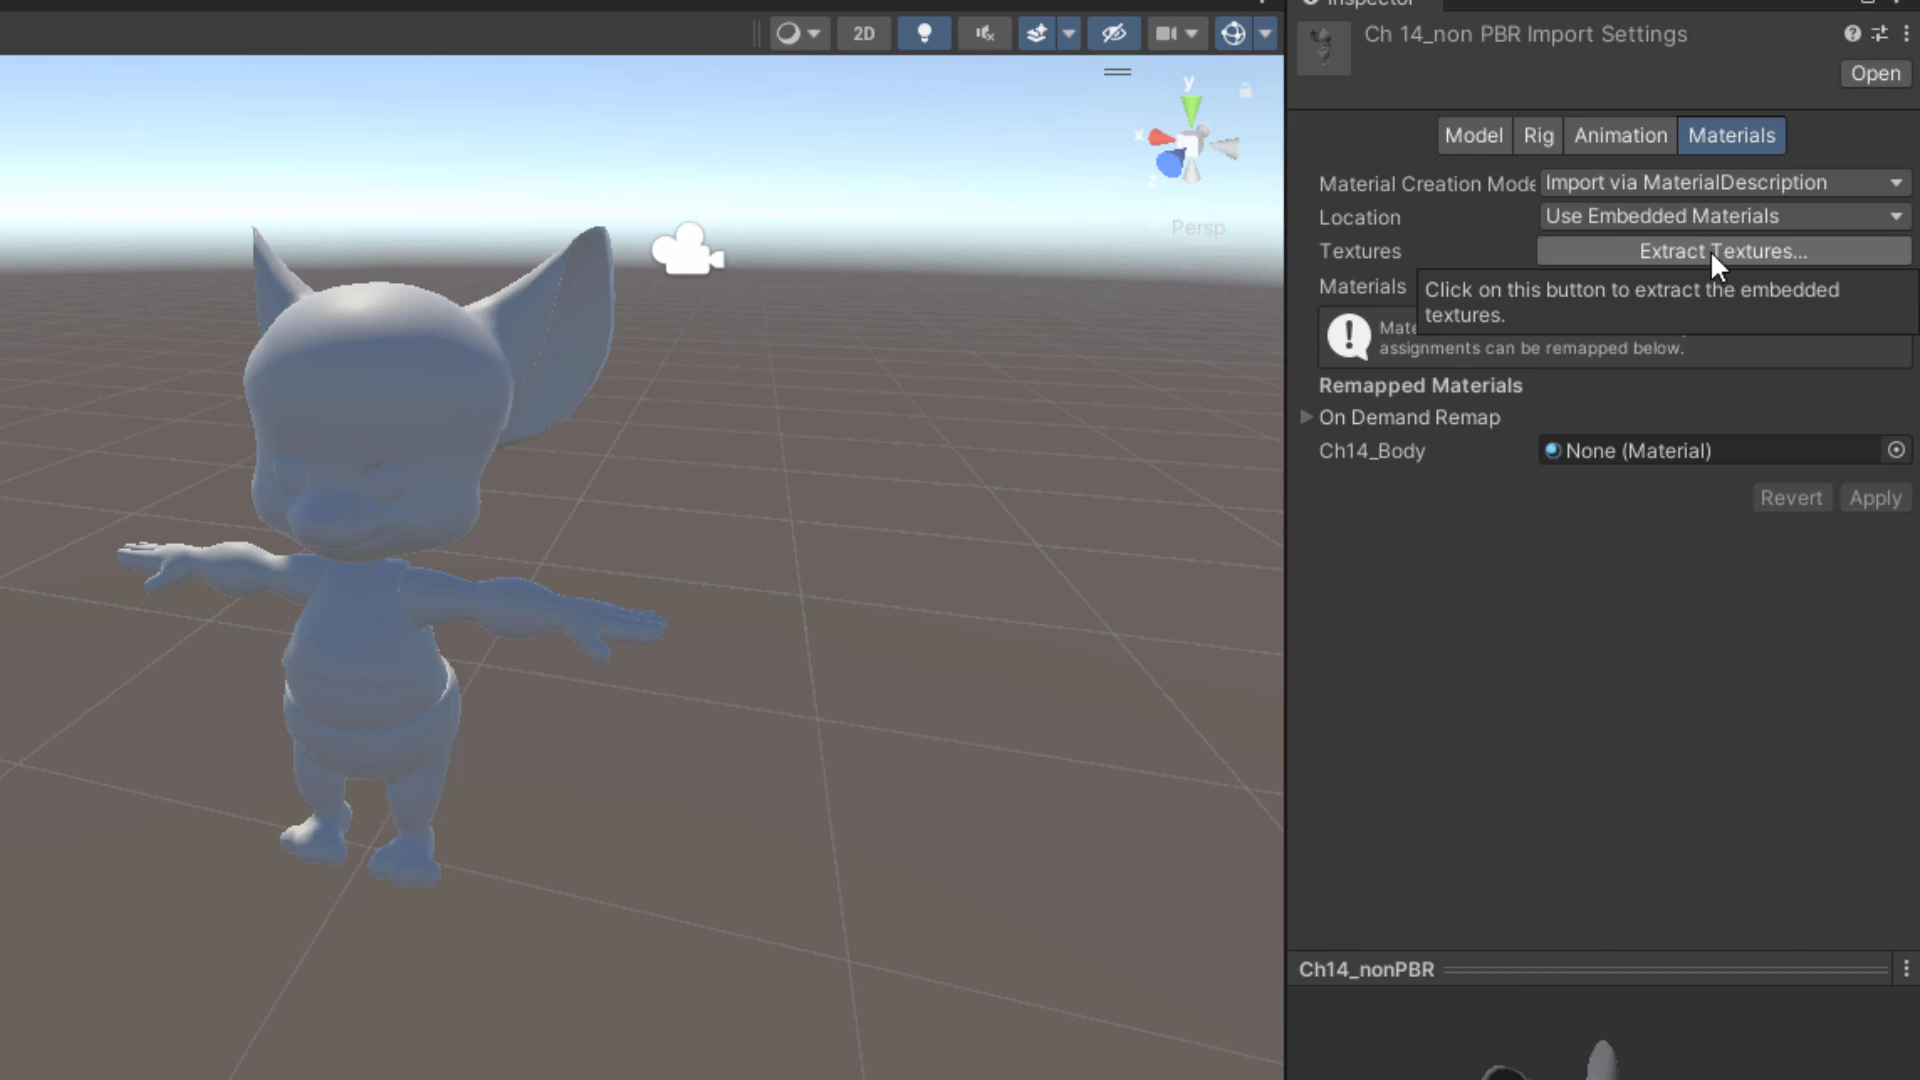 Inspector
2D
Ch 14_non PBR Import Settings
Open
Model Rig Animation Materials
Material Creation Mode Import via MaterialDescription
Location Use Embedded Materials
Textures Extract Textures...
Materials
Click on this button to extract the embedded
textures.
Mate
assignments can be remapped below.
Remapped Materials
On Demand Remap
Ch14_Body None (Material)
Revert Apply
Ch14_nonPBR
y
x
z
Persp